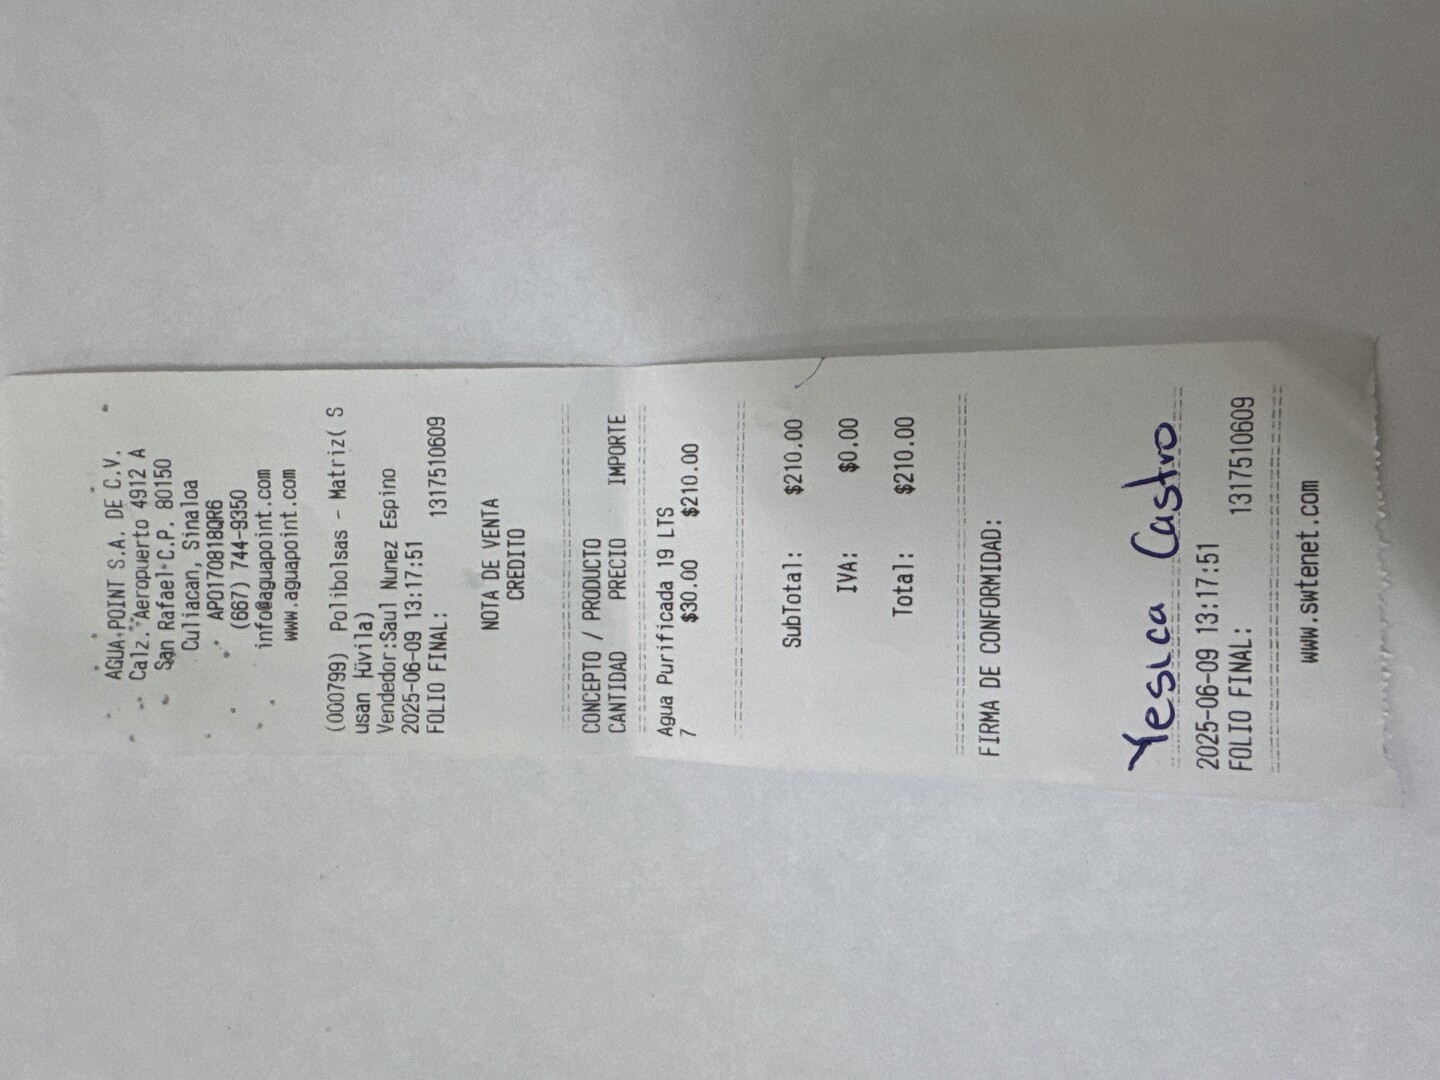 AGUA POINT S.A. DE C.V.
Calz. Aeropuerto 4912 A
San Rafael C.P. 80150
Culiacan, Sinaloa
APO170818QR6
(667) 744-9350
info@aguapoint.com
www.aguapoint.com
(000799) Polibolsas - Matriz( S
usan Huvila)
Vendedor:Saul Nunez Espino
2025-06-09 13:17:51
FOLIO FINAL: 1317510609
NOTA DE VENTA
CREDITO
CONCEPTO / PRODUCTO
CANTIDAD PRECIO IMPORTE
Agua Purificada 19 LTS
7 $30.00 $210.00
SubTotal: $210.00
IVA: $0.00
Total: $210.00
FIRMA DE CONFORMIDAD:
Yesica Castro
2025-06-09 13:17:51
FOLIO FINAL: 1317510609
www.swtenet.com